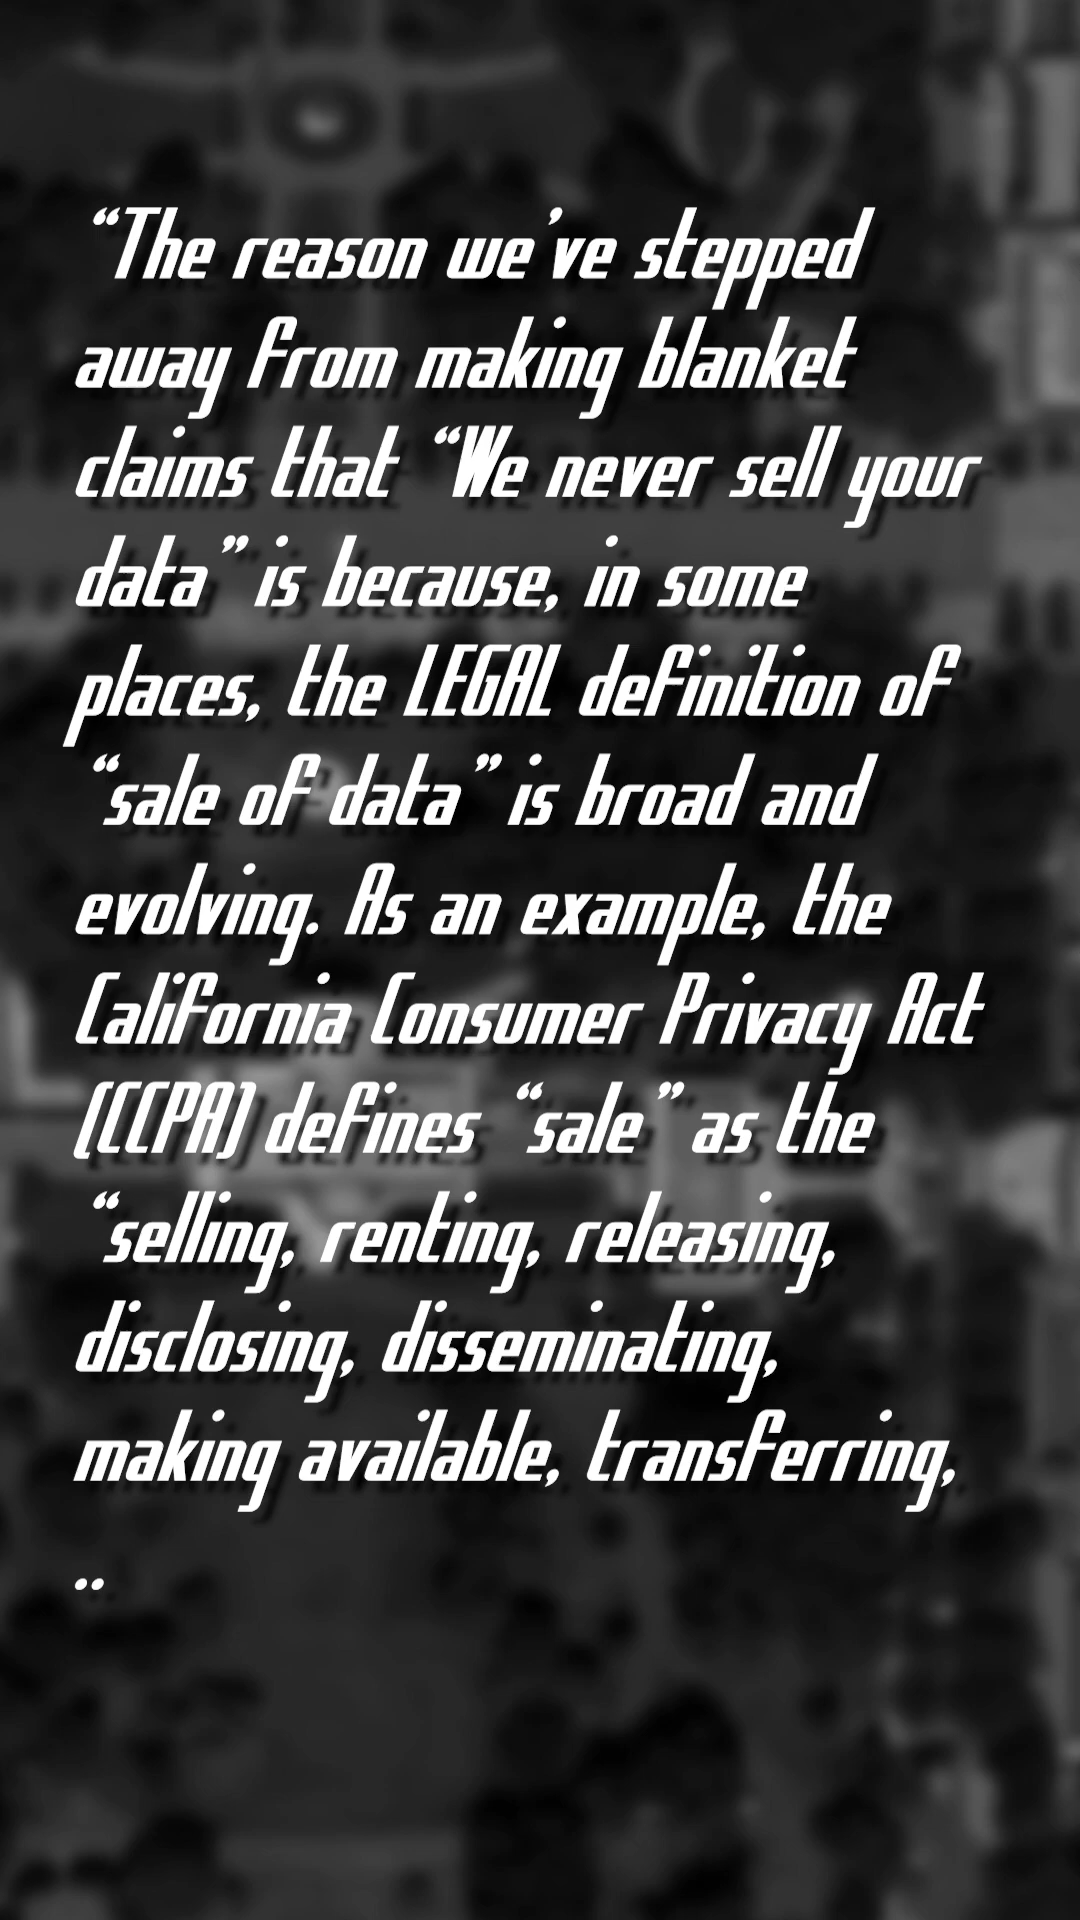 “The reason we’ve stepped
away from making blanket
claims that “We never sell your
data” is because, in some
places, the LEGAL definition of
“sale of data” is broad and
evolving. As an example, the
California Consumer Privacy Act
(CCPA) defines “sale” as the
“selling, renting, releasing,
disclosing, disseminating,
making available, transferring,
..